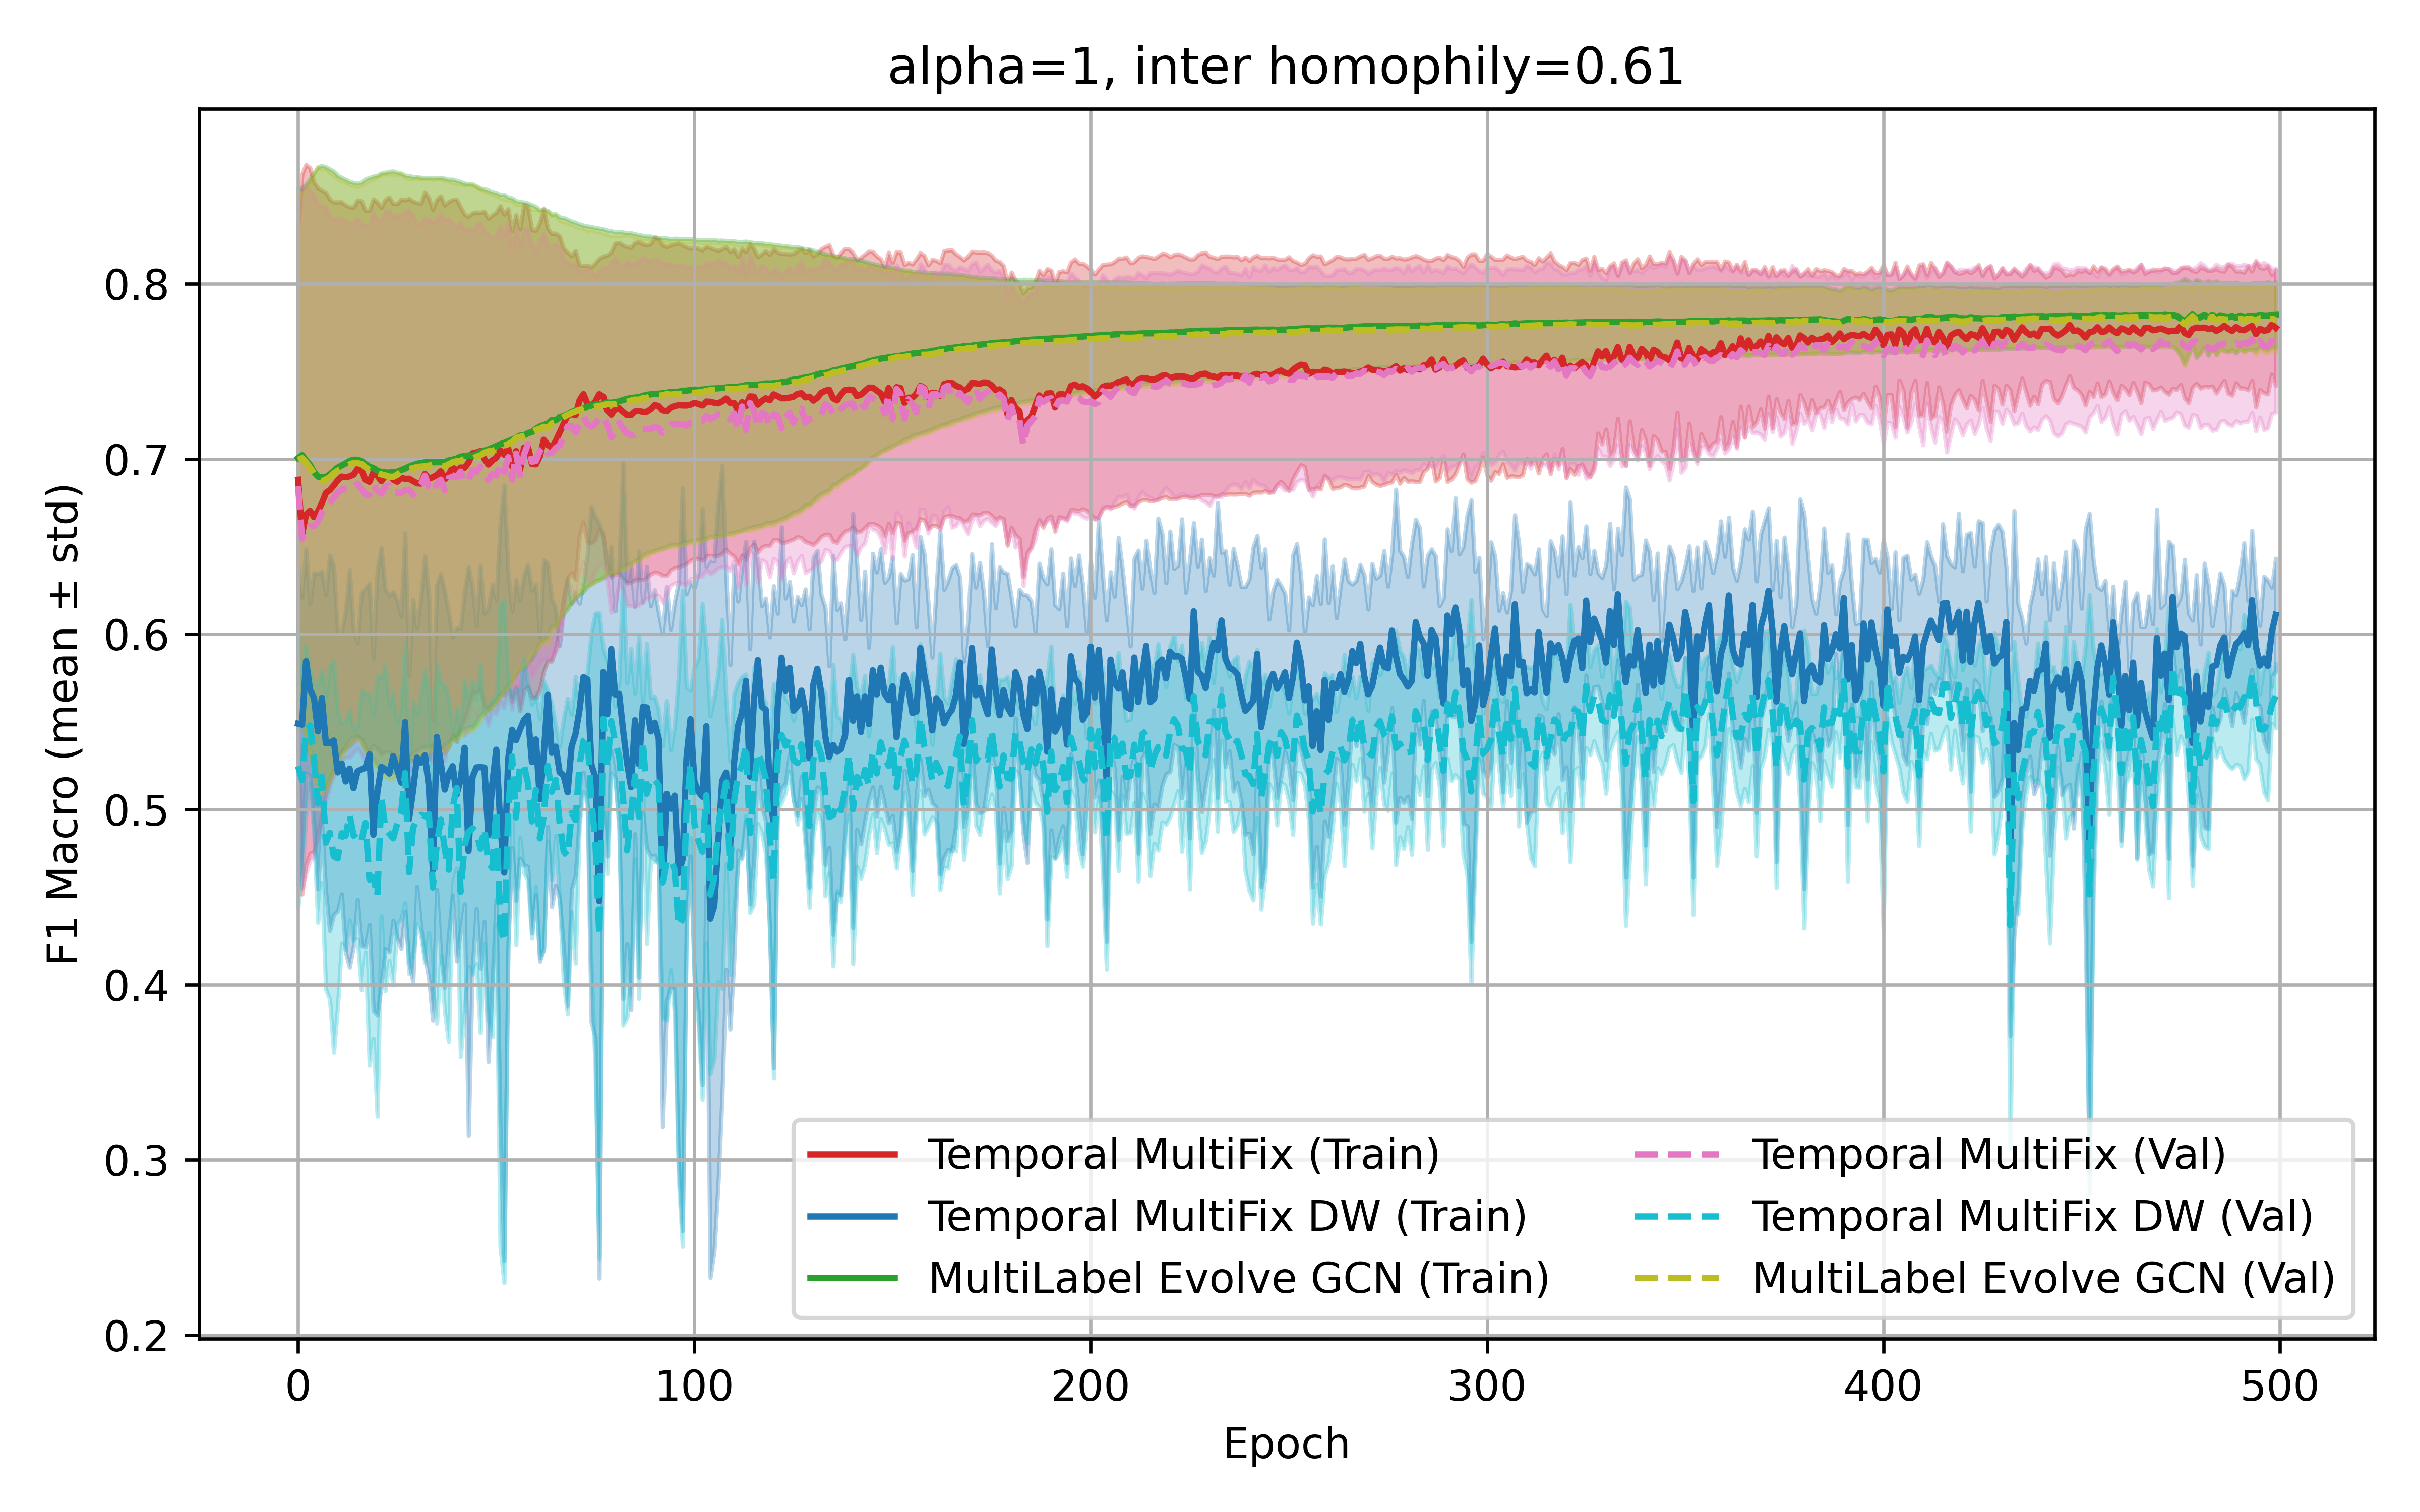 alpha=1, inter homophily=0.61
F1 Macro (mean ± std)
0.8
0.7
0.6
0.5
0.4
0.3
0.2
0 100 200 300 400 500
Epoch
Temporal MultiFix (Train)
Temporal MultiFix DW (Train)
MultiLabel Evolve GCN (Train)
Temporal MultiFix (Val)
Temporal MultiFix DW (Val)
MultiLabel Evolve GCN (Val)